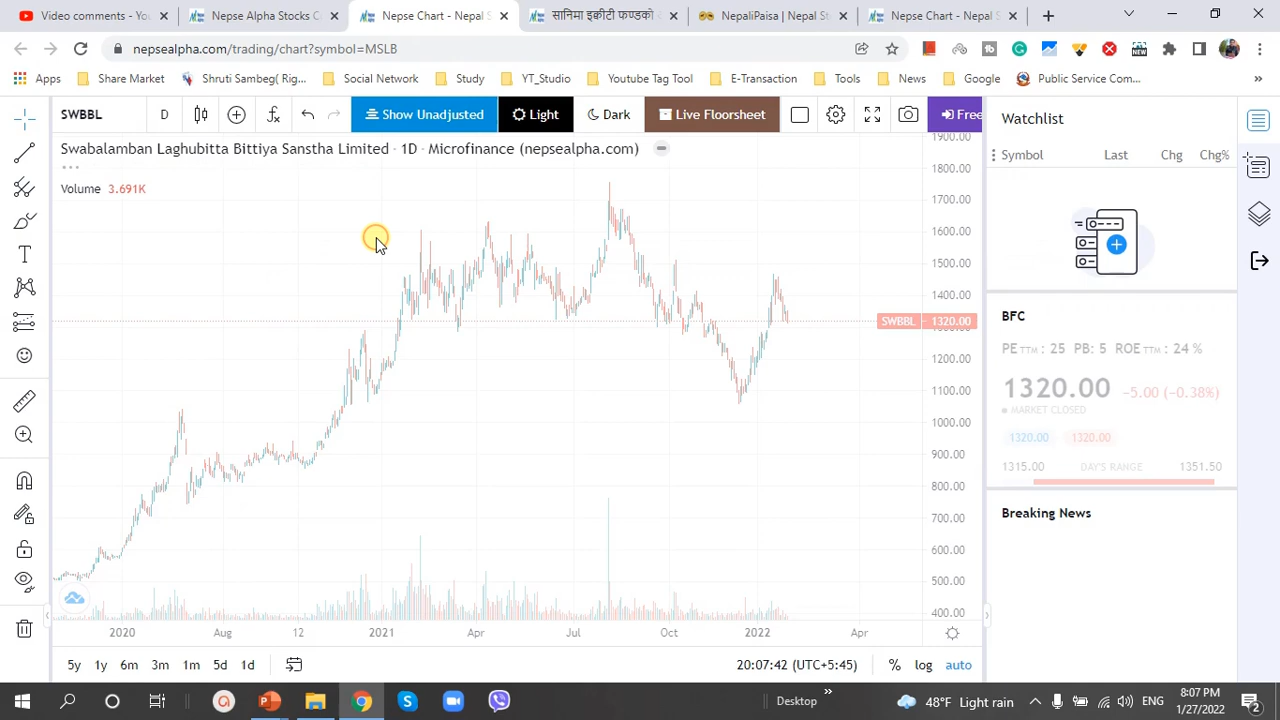 Video content - You
Nepse Alpha Stocks C
Nepse Chart - Nepal S
सानिमा इक्वीटी फण्डको
NepaliPaisa | Nepal St
Nepse Chart - Nepal S
nepsealpha.com/trading/chart?symbol=MSLB
Apps
Share Market
Shruti Sambeg( Rig...
Social Network
Study
YT_Studio
Youtube Tag Tool
E-Transaction
Tools
News
Google
Public Service Com...
SWBBL
D
Show Unadjusted
Light
Dark
Live Floorsheet
Free
Watchlist
Swabalamban Laghubitta Bittiya Sanstha Limited · 1D · Microfinance (nepsealpha.com)
Symbol Last Chg Chg%
Volume 3.691K
1900.00
1800.00
1700.00
1600.00
1500.00
1400.00
SWBBL 1320.00
1200.00
1100.00
1000.00
900.00
800.00
700.00
600.00
500.00
400.00
BFC
PE TTM : 25 PB: 5 ROE TTM : 24 %
1320.00 −5.00 (−0.38%)
MARKET CLOSED
1320.00 1320.00
1315.00 DAY'S RANGE 1351.50
Breaking News
2020 Aug 12 2021 Apr Jul Oct 2022 Apr
5y 1y 6m 3m 1m 5d 1d
20:07:42 (UTC+5:45) % log auto
Desktop
48°F Light rain
ENG
8:07 PM
1/27/2022
2